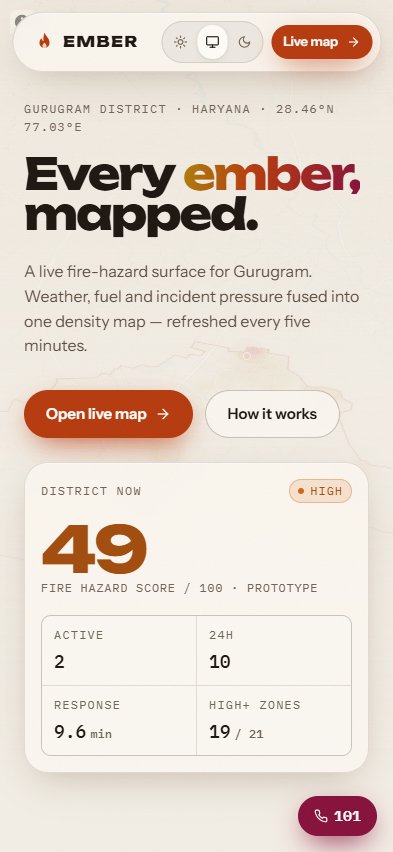 EMBER
Live map →
GURUGRAM DISTRICT · HARYANA · 28.46°N
77.03°E
Every ember,
mapped.
A live fire-hazard surface for Gurugram.
Weather, fuel and incident pressure fused into
one density map — refreshed every five
minutes.
Open live map →
How it works
DISTRICT NOW
HIGH
49
FIRE HAZARD SCORE / 100 · PROTOTYPE
ACTIVE
24H
2
10
RESPONSE
HIGH+ ZONES
9.6 min
19 / 21
101